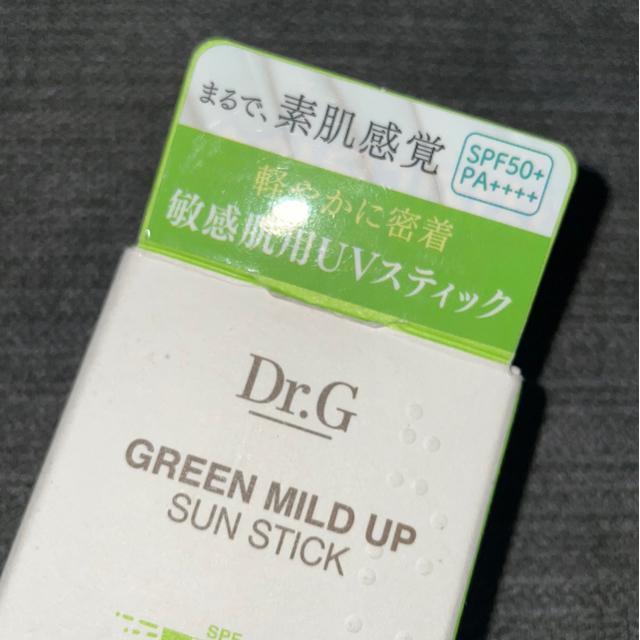 まるで、素肌感覚
SPF50+
PA++++
軽やかに密着
敏感肌用UVスティック
Dr.G
GREEN MILD UP
SUN STICK
SPF